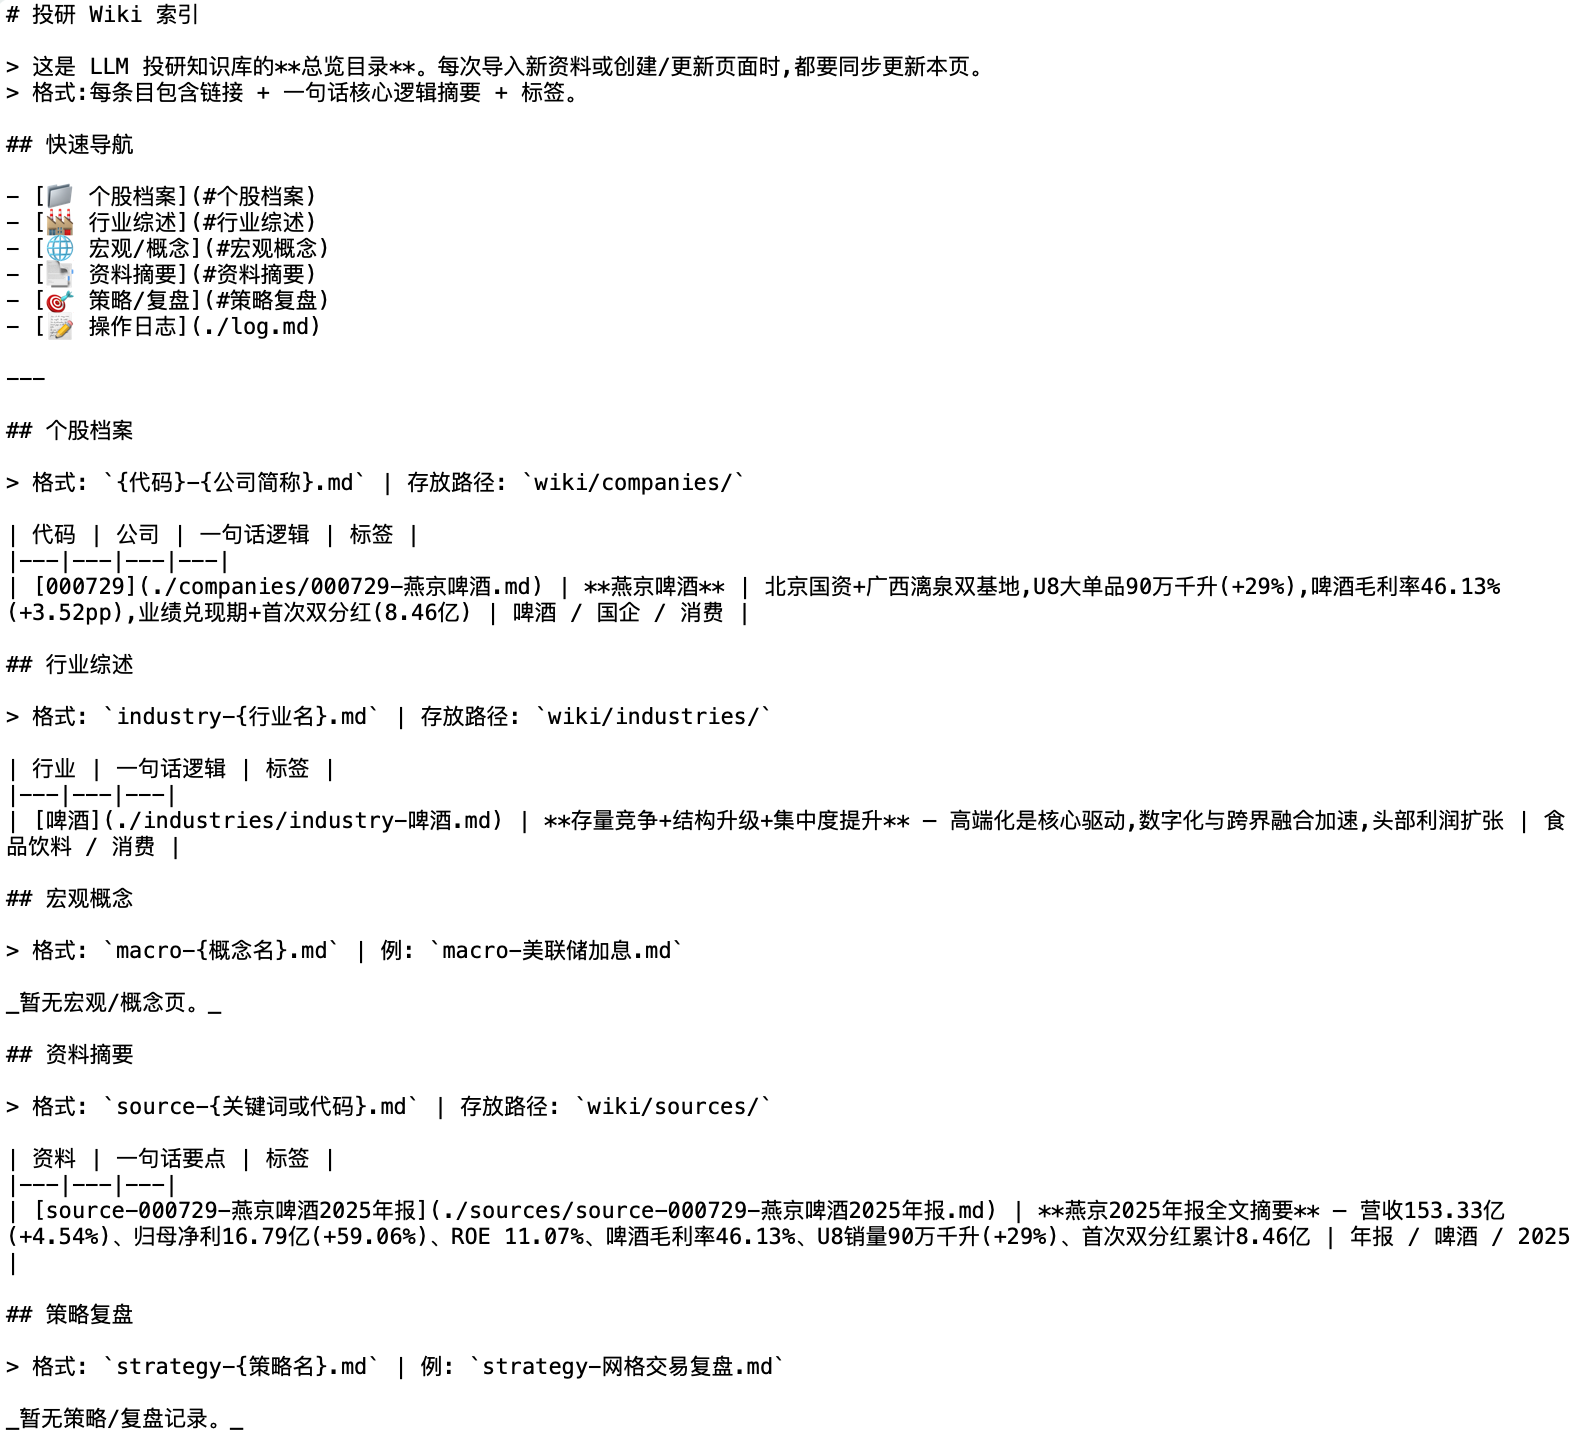 # 投研 Wiki 索引
> 这是 LLM 投研知识库的**总览目录**。每次导入新资料或创建/更新页面时,都要同步更新本页。
> 格式:每条目包含链接 + 一句话核心逻辑摘要 + 标签。
## 快速导航
- [📁 个股档案](#个股档案)
- [🏭 行业综述](#行业综述)
- [🌐 宏观/概念](#宏观概念)
- [📄 资料摘要](#资料摘要)
- [🎯 策略/复盘](#策略复盘)
- [📝 操作日志](./log.md)
---
## 个股档案
> 格式: `{代码}-{公司简称}.md` | 存放路径: `wiki/companies/`
| 代码 | 公司 | 一句话逻辑 | 标签 |
|---|---|---|---|
| [000729](./companies/000729-燕京啤酒.md) | **燕京啤酒** | 北京国资+广西漓泉双基地,U8大单品90万千升(+29%),啤酒毛利率46.13%
(+3.52pp),业绩兑现期+首次双分红(8.46亿) | 啤酒 / 国企 / 消费 |
## 行业综述
> 格式: `industry-{行业名}.md` | 存放路径: `wiki/industries/`
| 行业 | 一句话逻辑 | 标签 |
|---|---|---|
| [啤酒](./industries/industry-啤酒.md) | **存量竞争+结构升级+集中度提升** — 高端化是核心驱动,数字化与跨界融合加速,头部利润扩张 | 食
品饮料 / 消费 |
## 宏观概念
> 格式: `macro-{概念名}.md` | 例: `macro-美联储加息.md`
_暂无宏观/概念页。_
## 资料摘要
> 格式: `source-{关键词或代码}.md` | 存放路径: `wiki/sources/`
| 资料 | 一句话要点 | 标签 |
|---|---|---|
| [source-000729-燕京啤酒2025年报](./sources/source-000729-燕京啤酒2025年报.md) | **燕京2025年报全文摘要** — 营收153.33亿
(+4.54%)、归母净利16.79亿(+59.06%)、ROE 11.07%、啤酒毛利率46.13%、U8销量90万千升(+29%)、首次双分红累计8.46亿 | 年报 / 啤酒 / 2025
|
## 策略复盘
> 格式: `strategy-{策略名}.md` | 例: `strategy-网格交易复盘.md`
_暂无策略/复盘记录。_